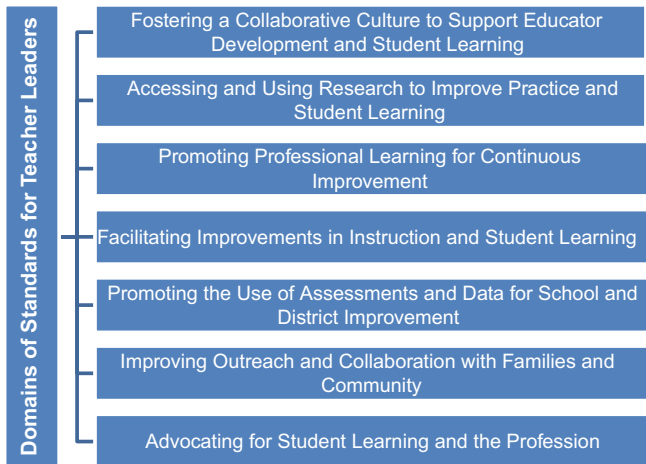 Domains of Standards for Teacher Leaders
Fostering a Collaborative Culture to Support Educator
Development and Student Learning
Accessing and Using Research to Improve Practice and
Student Learning
Promoting Professional Learning for Continuous
Improvement
Facilitating Improvements in Instruction and Student Learning
Promoting the Use of Assessments and Data for School and
District Improvement
Improving Outreach and Collaboration with Families and
Community
Advocating for Student Learning and the Profession